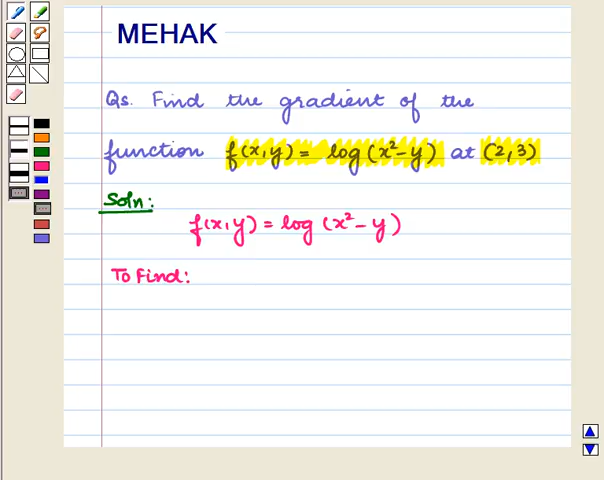 MEHAK
Qs. Find the gradient of the
function f(x,y) = log (x²-y) at (2,3)
Soln:
f(x,y) = log (x²-y)
To Find: